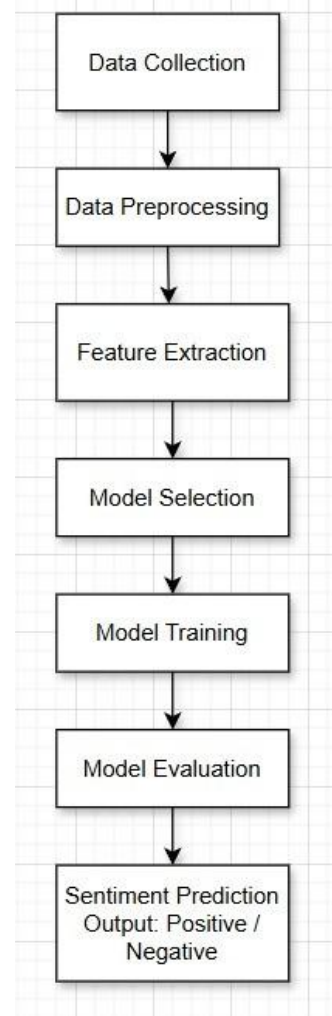 Data Collection
Data Preprocessing
Feature Extraction
Model Selection
Model Training
Model Evaluation
Sentiment Prediction
Output: Positive /
Negative